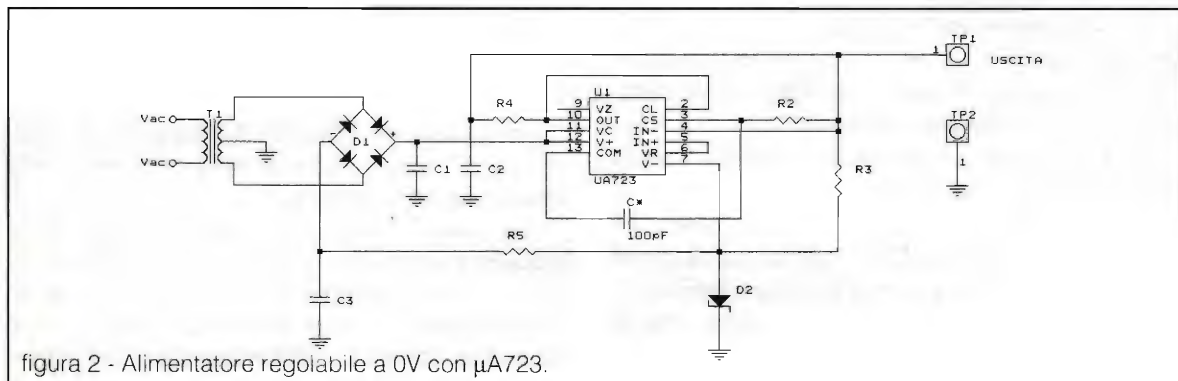 TP1
1
USCITA
U1
R4
9 VZ CL 2
10 OUT CS 3
11 VC IN- 4
12 V+ IN+ 5
13 COM VR 6
V- 7
UA723
R2
TP2
1
Vac
T1
Vac
- D1 +
C1
C2
R3
C*
100pF
R5
C3
D2
figura 2 - Alimentatore regolabile a 0V con µA723.